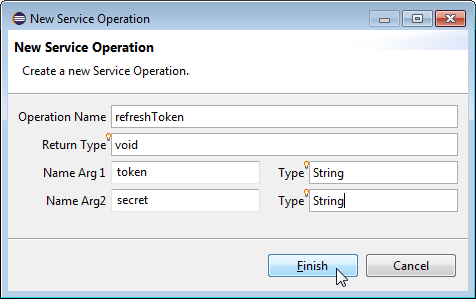 New Service Operation
New Service Operation
Create a new Service Operation.
Operation Name refreshToken
Return Type void
Name Arg 1 token Type String
Name Arg2 secret Type String
Finish Cancel